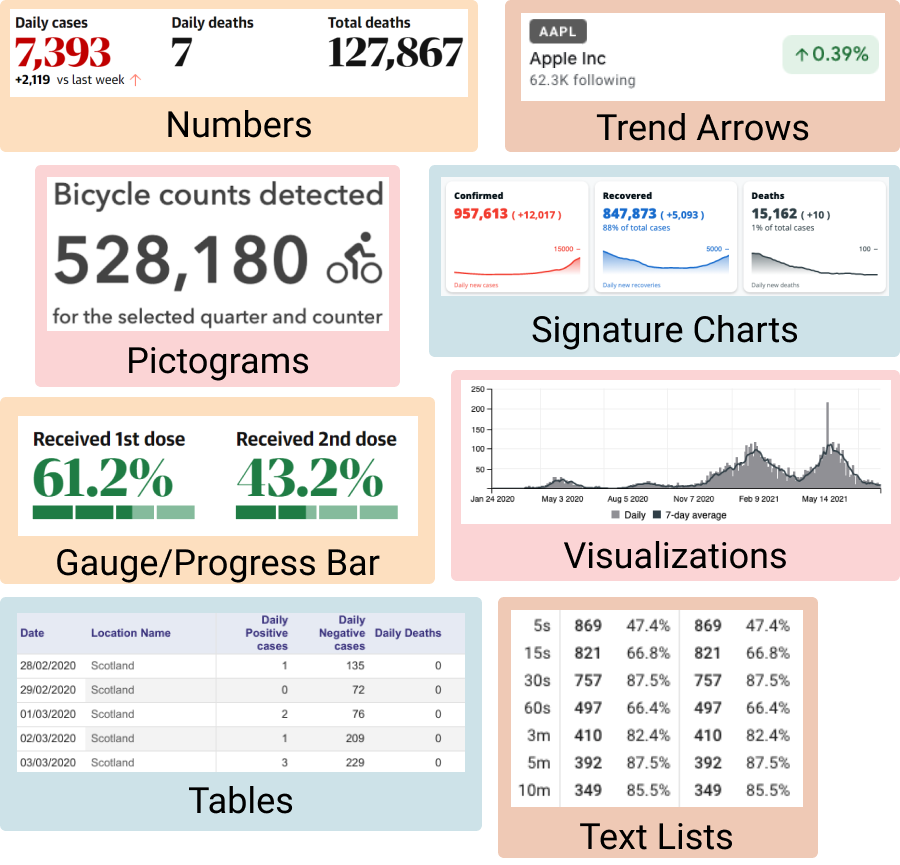 Daily cases Daily deaths Total deaths
7,393 7 127,867
+2,119 vs last week ↑
Numbers
AAPL
Apple Inc
62.3K following
↑ 0.39%
Trend Arrows
Bicycle counts detected
528,180
for the selected quarter and counter
Pictograms
Confirmed
957,613 ( +12,017 )
15000
Daily new cases
Recovered
847,873 ( +5,093 )
88% of total cases
5000
Daily new recoveries
Deaths
15,162 ( +10 )
1% of total cases
100
Daily new deaths
Signature Charts
Received 1st dose Received 2nd dose
61.2% 43.2%
Gauge/Progress Bar
250
200
150
100
50
Jan 24 2020 May 3 2020 Aug 5 2020 Nov 7 2020 Feb 9 2021 May 14 2021
Daily 7-day average
Visualizations
Date Location Name Daily Positive cases Daily Negative cases Daily Deaths
28/02/2020 Scotland 1 135 0
29/02/2020 Scotland 0 72 0
01/03/2020 Scotland 2 76 0
02/03/2020 Scotland 1 209 0
03/03/2020 Scotland 3 229 0
Tables
5s 869 47.4% 869 47.4%
15s 821 66.8% 821 66.8%
30s 757 87.5% 757 87.5%
60s 497 66.4% 497 66.4%
3m 410 82.4% 410 82.4%
5m 392 87.5% 392 87.5%
10m 349 85.5% 349 85.5%
Text Lists